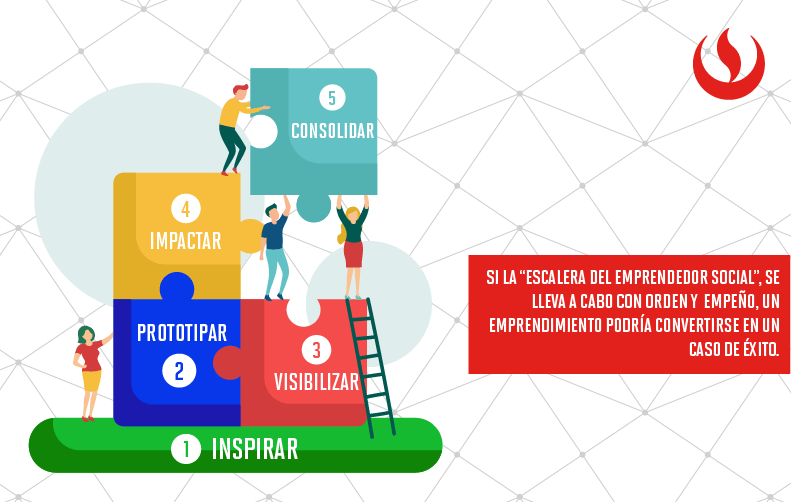 5
CONSOLIDAR
4
IMPACTAR
PROTOTIPAR
2
3
VISIBILIZAR
1 INSPIRAR
SI LA “ESCALERA DEL EMPRENDEDOR SOCIAL”, SE
LLEVA A CABO CON ORDEN Y EMPEÑO, UN
EMPRENDIMIENTO PODRÍA CONVERTIRSE EN UN
CASO DE ÉXITO.